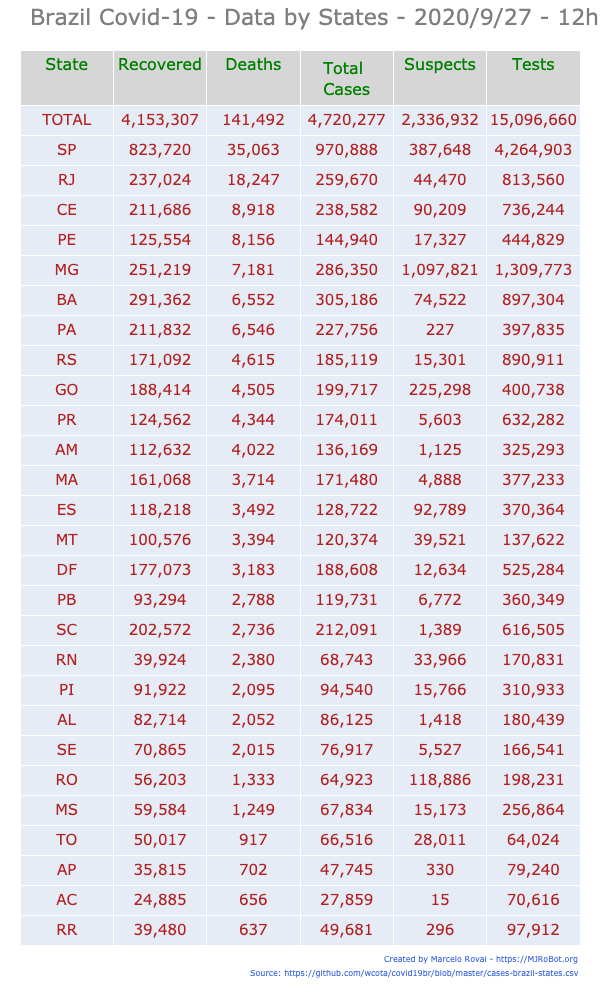 Brazil Covid-19 - Data by States - 2020/9/27 - 12h
State Recovered Deaths Total Cases Suspects Tests
TOTAL 4,153,307 141,492 4,720,277 2,336,932 15,096,660
SP 823,720 35,063 970,888 387,648 4,264,903
RJ 237,024 18,247 259,670 44,470 813,560
CE 211,686 8,918 238,582 90,209 736,244
PE 125,554 8,156 144,940 17,327 444,829
MG 251,219 7,181 286,350 1,097,821 1,309,773
BA 291,362 6,552 305,186 74,522 897,304
PA 211,832 6,546 227,756 227 397,835
RS 171,092 4,615 185,119 15,301 890,911
GO 188,414 4,505 199,717 225,298 400,738
PR 124,562 4,344 174,011 5,603 632,282
AM 112,632 4,022 136,169 1,125 325,293
MA 161,068 3,714 171,480 4,888 377,233
ES 118,218 3,492 128,722 92,789 370,364
MT 100,576 3,394 120,374 39,521 137,622
DF 177,073 3,183 188,608 12,634 525,284
PB 93,294 2,788 119,731 6,772 360,349
SC 202,572 2,736 212,091 1,389 616,505
RN 39,924 2,380 68,743 33,966 170,831
PI 91,922 2,095 94,540 15,766 310,933
AL 82,714 2,052 86,125 1,418 180,439
SE 70,865 2,015 76,917 5,527 166,541
RO 56,203 1,333 64,923 118,886 198,231
MS 59,584 1,249 67,834 15,173 256,864
TO 50,017 917 66,516 28,011 64,024
AP 35,815 702 47,745 330 79,240
AC 24,885 656 27,859 15 70,616
RR 39,480 637 49,681 296 97,912
Created by Marcelo Rovai - https://MJRoBot.org
Source: https://github.com/wcota/covid19br/blob/master/cases-brazil-states.csv